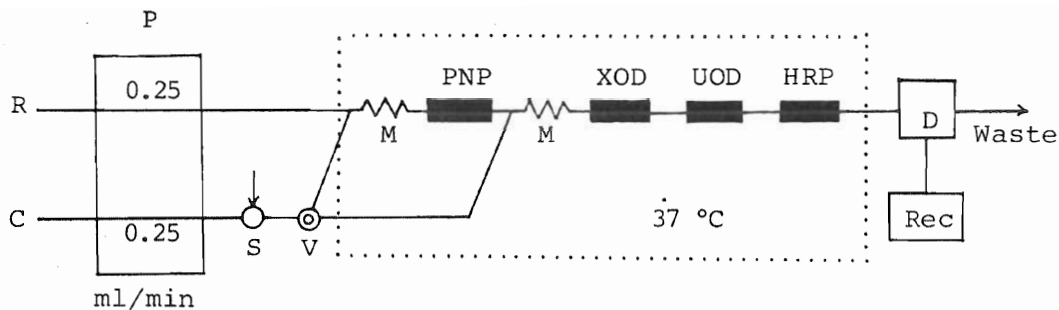 P
0.25
PNP XOD UOD HRP
R
M M D Waste
C
0.25
S V 37 °C Rec
ml/min